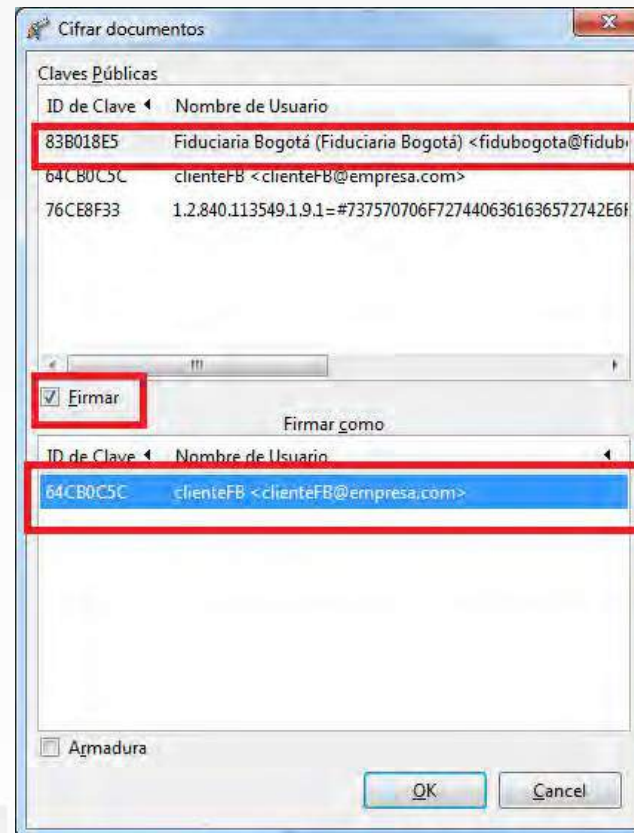 Cifrar documentos
Claves Públicas
ID de Clave Nombre de Usuario
83B018E5 Fiduciaria Bogotá (Fiduciaria Bogotá) <fidubogota@fidub
64CB0C5C clienteFB <clienteFB@empresa.com>
76CE8F33 1.2.840.113549.1.9.1=#737570706F7274406361636572742E6F
Firmar
Firmar como
ID de Clave Nombre de Usuario
64CB0C5C clienteFB <clienteFB@empresa.com>
Armadura
OK Cancel